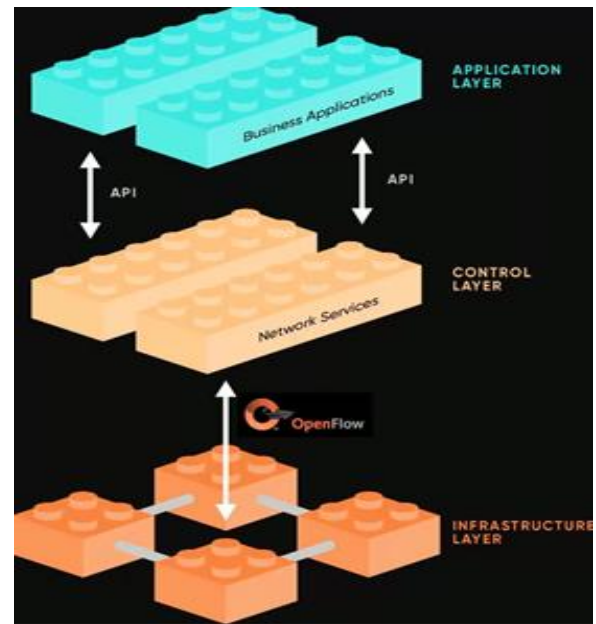 APPLICATION
LAYER
Business Applications
API
API
CONTROL
LAYER
Network Services
OpenFlow
INFRASTRUCTURE
LAYER